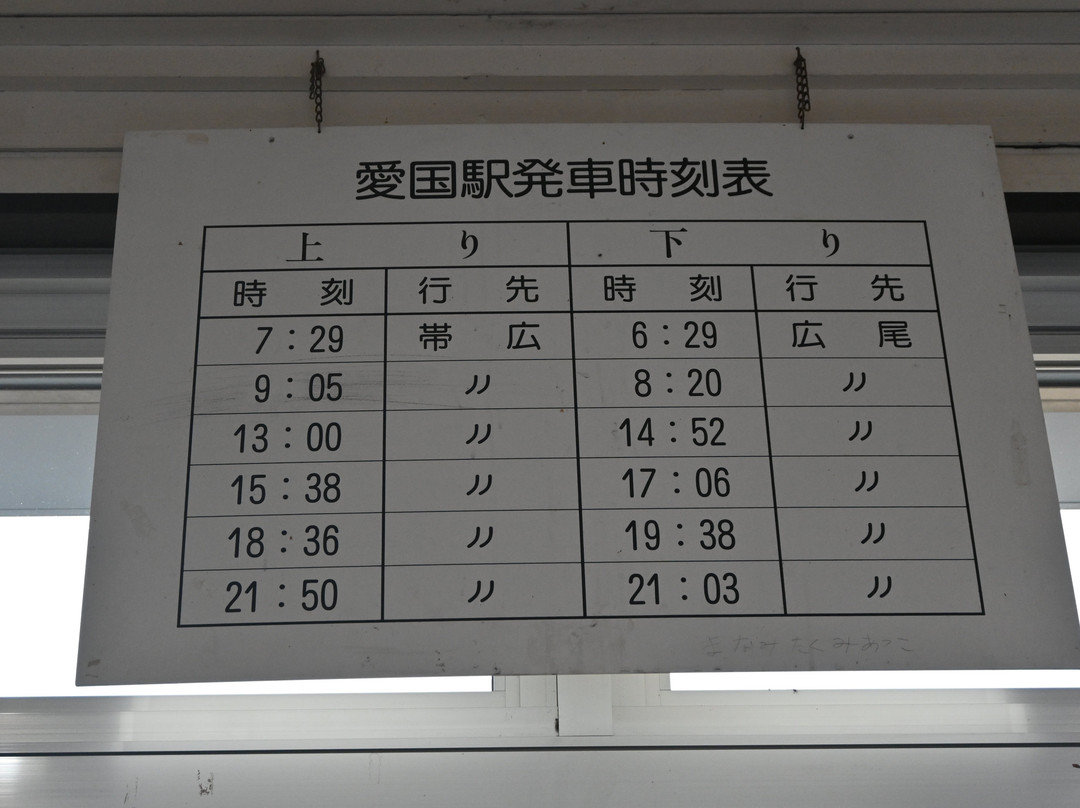 愛国駅発車時刻表
上り 下り
時刻 行先 時刻 行先
7:29 帯広 6:29 広尾
9:05 〃 8:20 〃
13:00 〃 14:52 〃
15:38 〃 17:06 〃
18:36 〃 19:38 〃
21:50 〃 21:03 〃